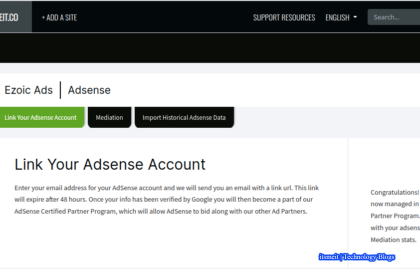 EIT.CO
+ ADD A SITE
SUPPORT RESOURCES
ENGLISH
Search...
Ezoic Ads | Adsense
Link Your Adsense Account
Mediation
Import Historical Adsense Data
Link Your Adsense Account
Enter your email address for your AdSense account and we will send you an email with a link url. This link
will expire after 48 hours. Once your info has been verified by Google you will then become a part of our
AdSense Certified Partner Program, which will allow AdSense to bid along with our other Ad Partners.
Congratulations!
now managed in
Partner Program.
with your adsens
Mediation stats.
itsmeit's Technology Blogs